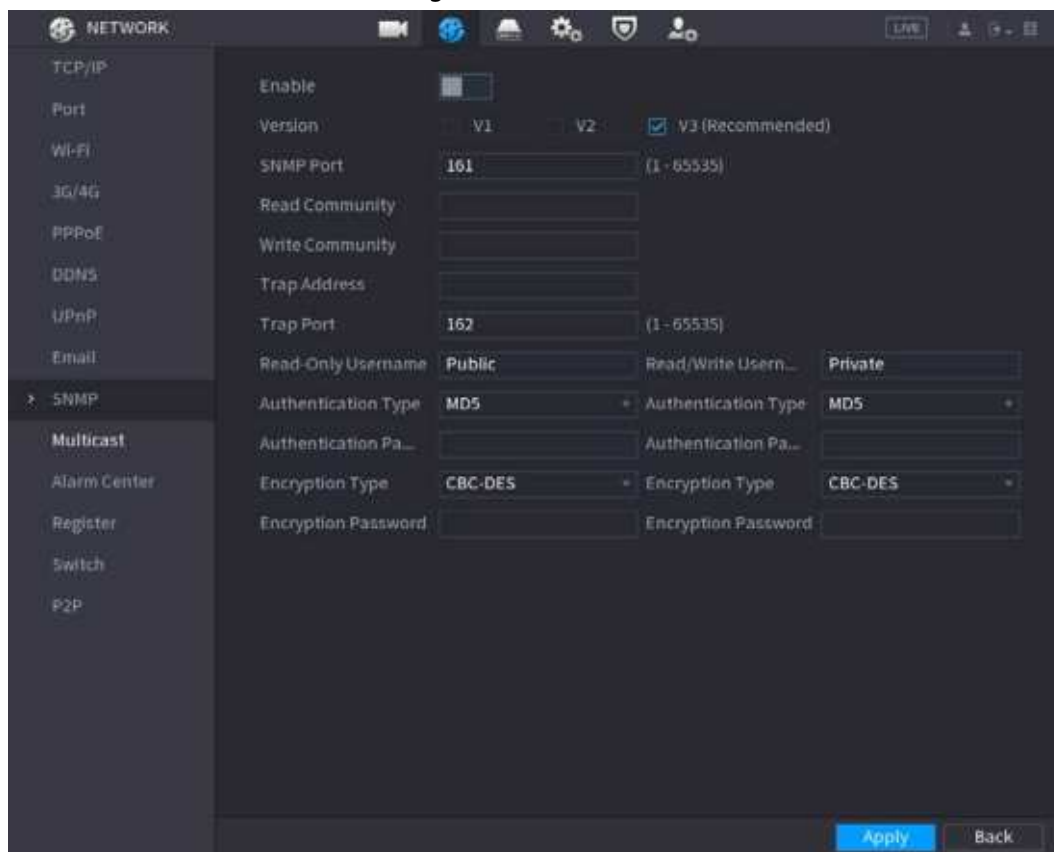 NETWORK
LIVE
TCP/IP
Port
Wi-Fi
3G/4G
PPPoE
DDNS
UPnP
Email
SNMP
Multicast
Alarm Center
Register
Switch
P2P
Enable
Version V1 V2 V3 (Recommended)
SNMP Port 161 (1 - 65535)
Read Community
Write Community
Trap Address
Trap Port 162 (1 - 65535)
Read-Only Username Public Read/Write Usern... Private
Authentication Type MD5 Authentication Type MD5
Authentication Pa... Authentication Pa...
Encryption Type CBC-DES Encryption Type CBC-DES
Encryption Password Encryption Password
Apply Back